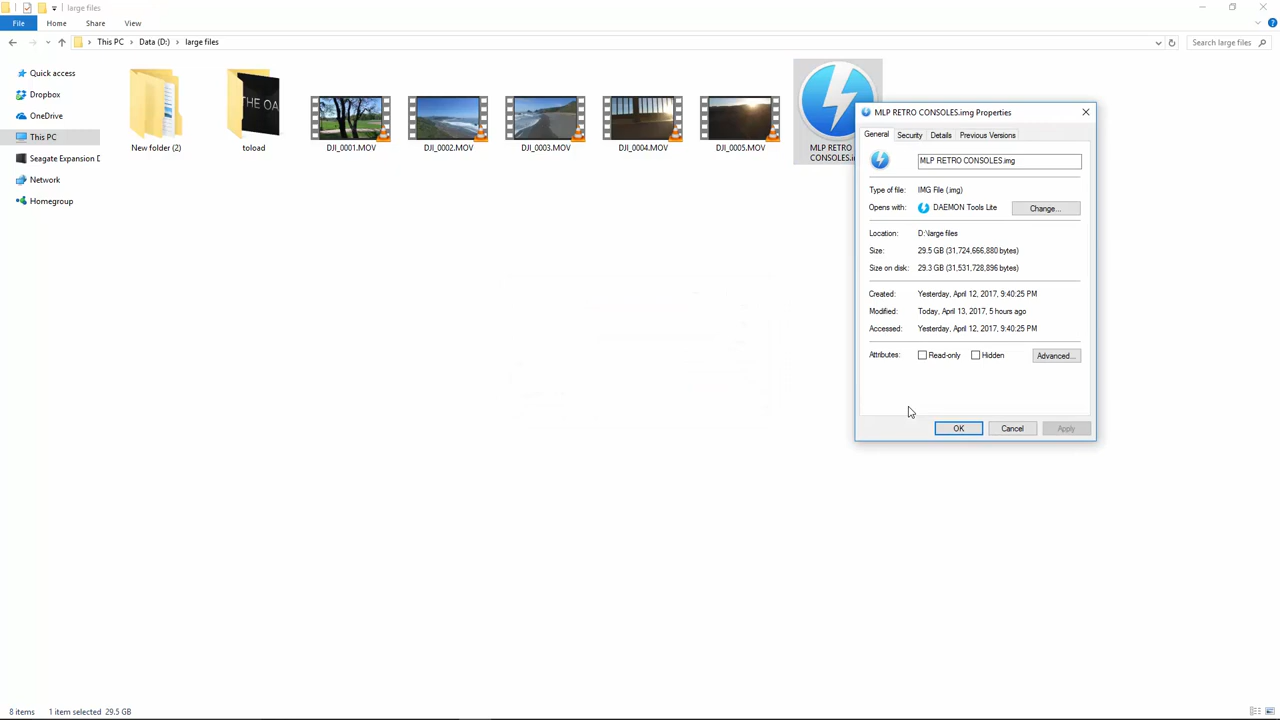 large files
File Home Share View
This PC Data (D:) large files
Search large files
Quick access
Dropbox
OneDrive
This PC
Seagate Expansion D
Network
Homegroup
THE OA
New folder (2) toload DJI_0001.MOV DJI_0002.MOV DJI_0003.MOV DJI_0004.MOV DJI_0005.MOV
MLP RETRO
CONSOLES.i
MLP RETRO CONSOLES.img Properties
General Security Details Previous Versions
MLP RETRO CONSOLES.img
Type of file: IMG File (.img)
Opens with: DAEMON Tools Lite Change...
Location: D:\large files
Size: 29.5 GB (31,724,666,880 bytes)
Size on disk: 29.3 GB (31,531,728,896 bytes)
Created: Yesterday, April 12, 2017, 9:40:25 PM
Modified: Today, April 13, 2017, 5 hours ago
Accessed: Yesterday, April 12, 2017, 9:40:25 PM
Attributes: Read-only Hidden Advanced...
OK Cancel Apply
8 items 1 item selected 29.5 GB